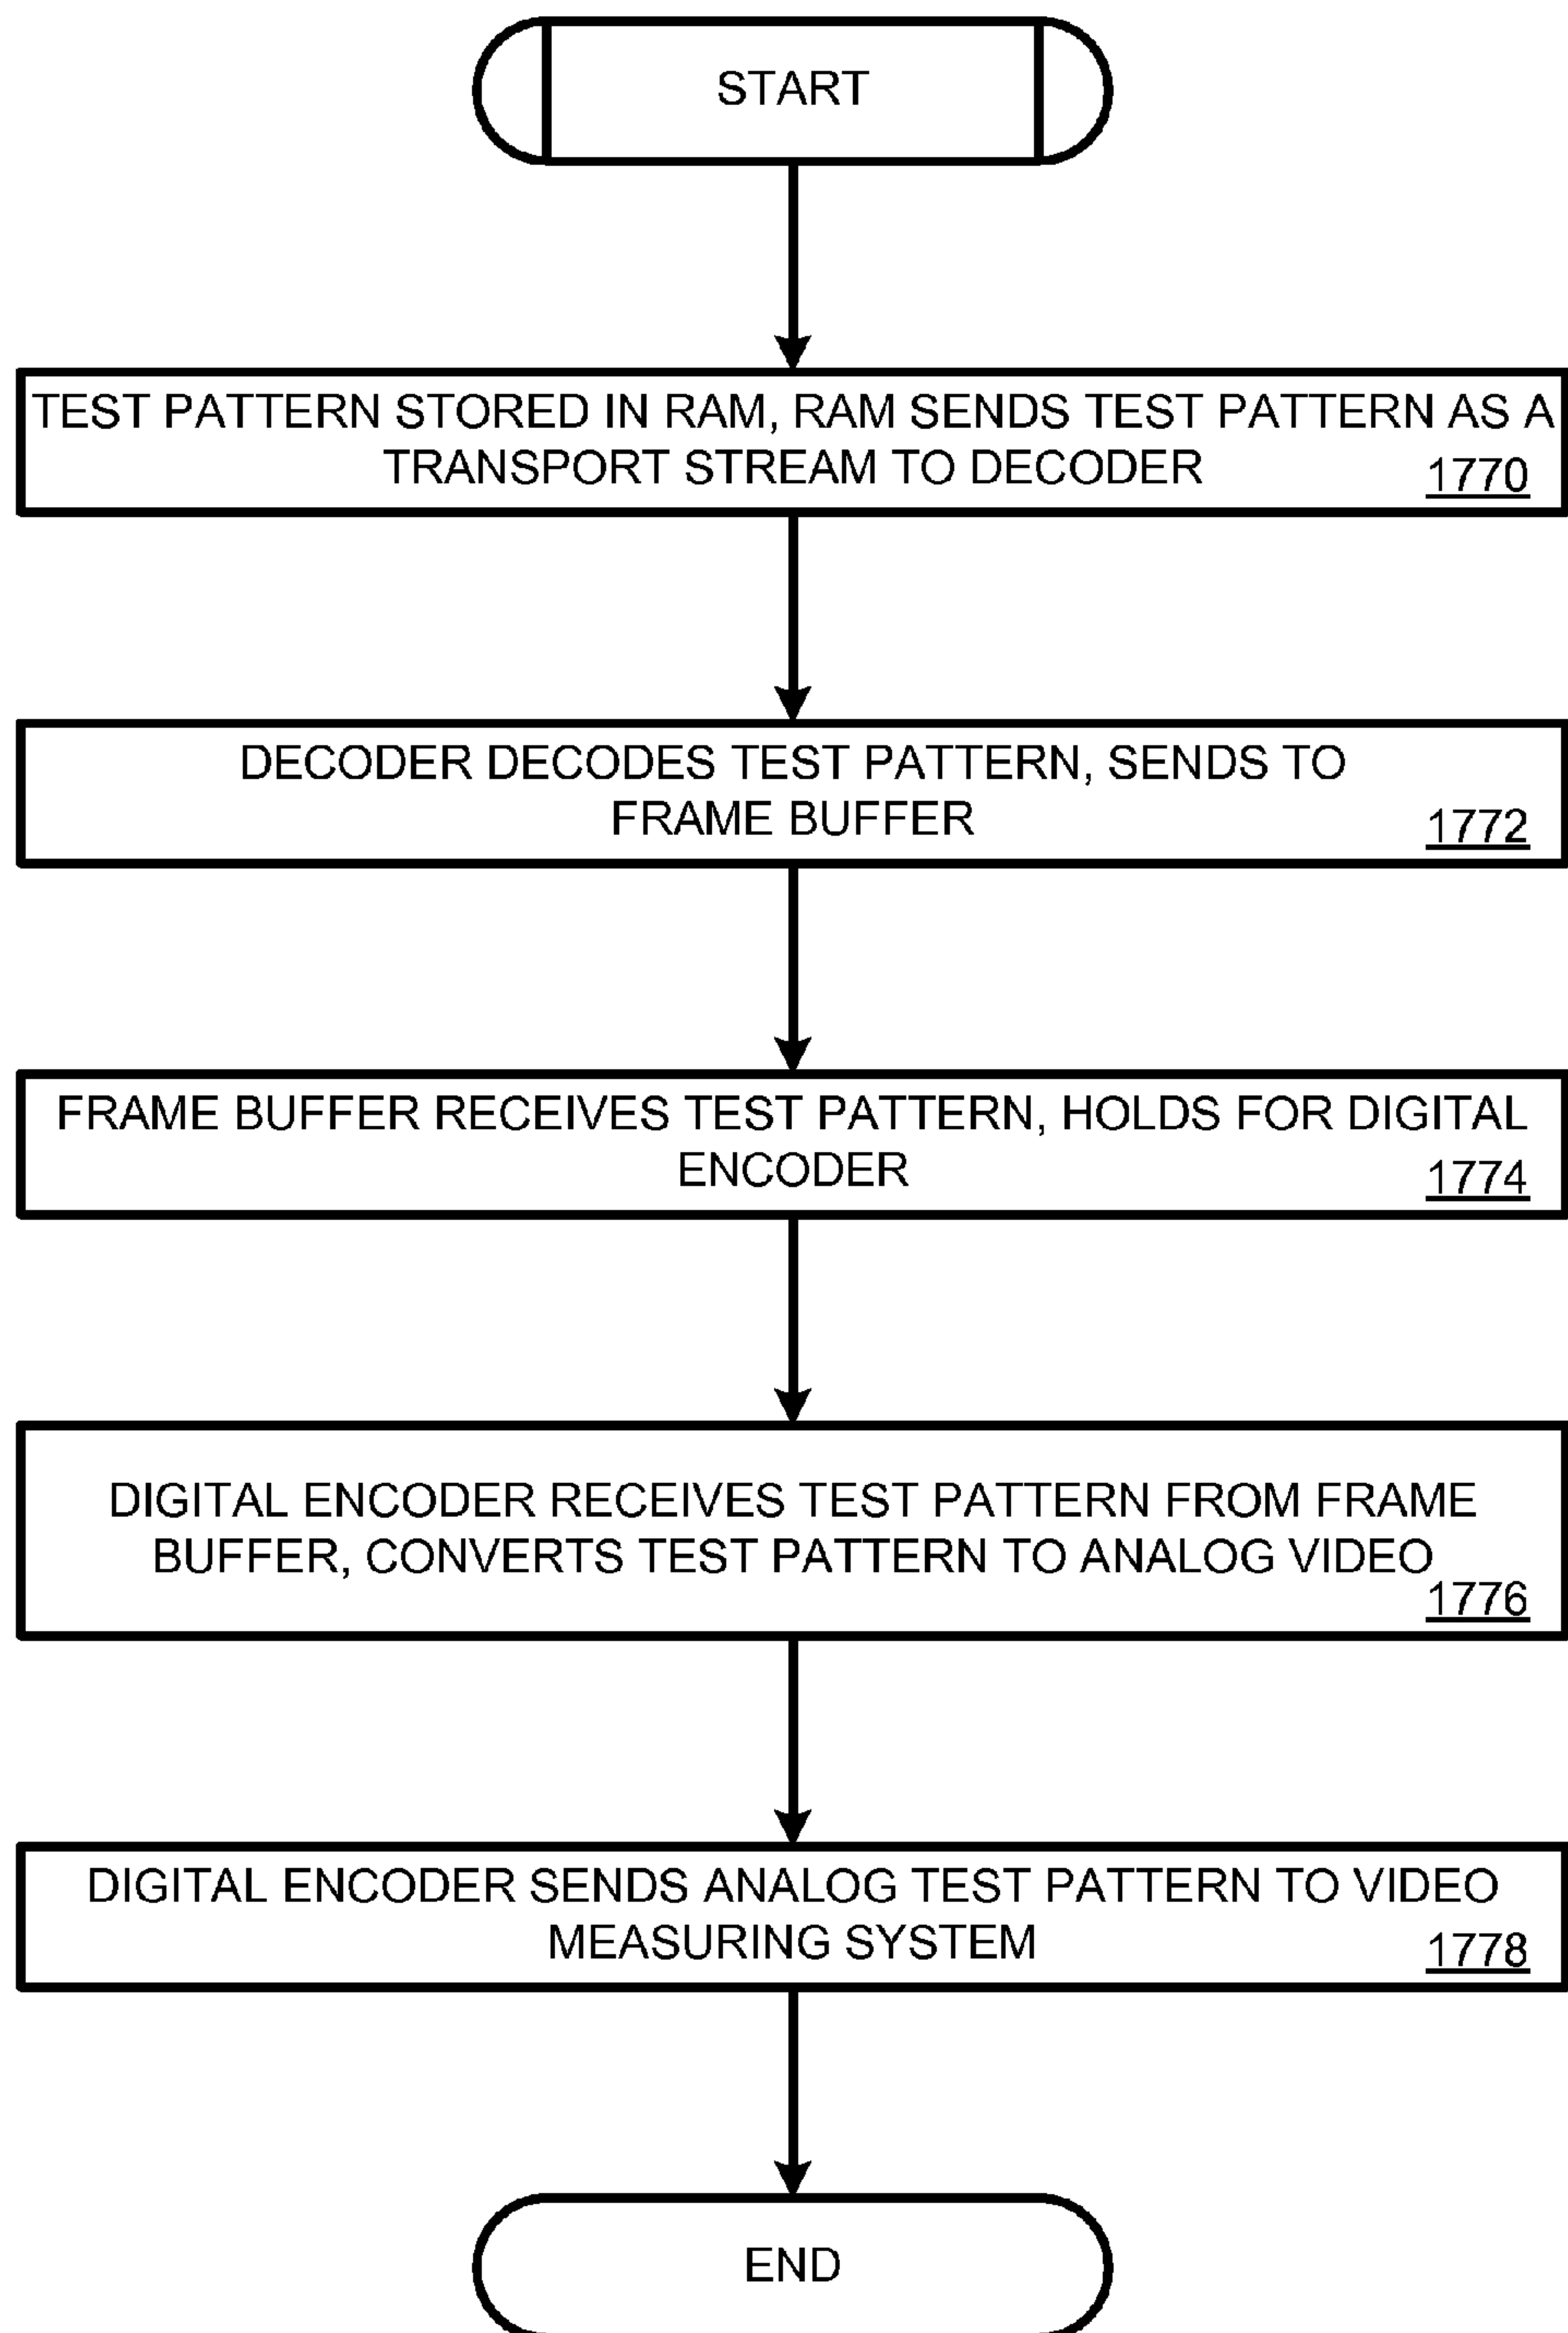 START
TEST PATTERN STORED IN RAM, RAM SENDS TEST PATTERN AS A
TRANSPORT STREAM TO DECODER
1770
DECODER DECODES TEST PATTERN, SENDS TO
FRAME BUFFER
1772
FRAME BUFFER RECEIVES TEST PATTERN, HOLDS FOR DIGITAL
ENCODER
1774
DIGITAL ENCODER RECEIVES TEST PATTERN FROM FRAME
BUFFER, CONVERTS TEST PATTERN TO ANALOG VIDEO
1776
DIGITAL ENCODER SENDS ANALOG TEST PATTERN TO VIDEO
MEASURING SYSTEM
1778
END